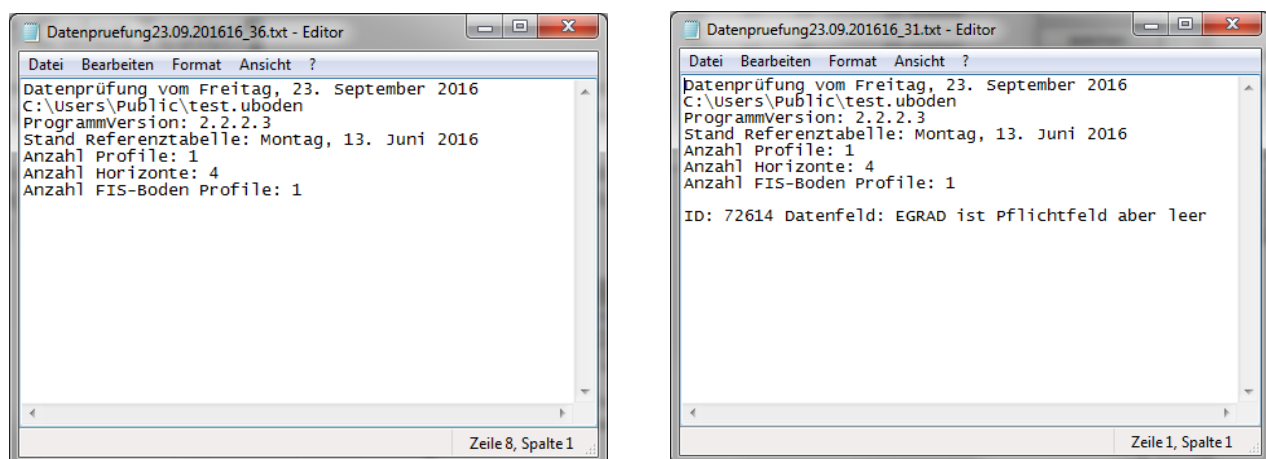 Datenpruefung23.09.201616_36.txt - Editor
Datei Bearbeiten Format Ansicht ?
Datenprüfung vom Freitag, 23. September 2016
C:\Users\Public\test.uboden
ProgrammVersion: 2.2.2.3
Stand Referenztabelle: Montag, 13. Juni 2016
Anzahl Profile: 1
Anzahl Horizonte: 4
Anzahl FIS-Boden Profile: 1
Zeile 8, Spalte 1
Datenpruefung23.09.201616_31.txt - Editor
Datei Bearbeiten Format Ansicht ?
Datenprüfung vom Freitag, 23. September 2016
C:\Users\Public\test.uboden
ProgrammVersion: 2.2.2.3
Stand Referenztabelle: Montag, 13. Juni 2016
Anzahl Profile: 1
Anzahl Horizonte: 4
Anzahl FIS-Boden Profile: 1
ID: 72614 Datenfeld: EGRAD ist Pflichtfeld aber leer
Zeile 1, Spalte 1